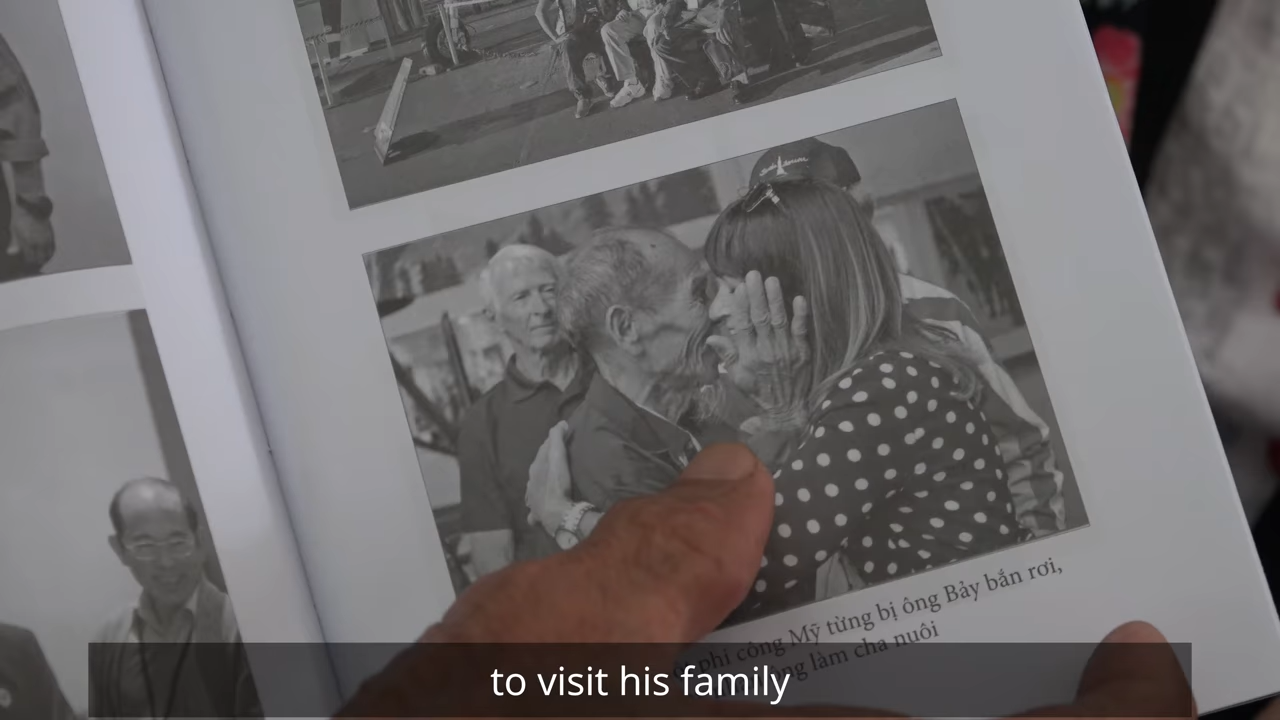 phi công Mỹ từng bị ông Bảy bắn rơi,
làm cha nuôi
to visit his family